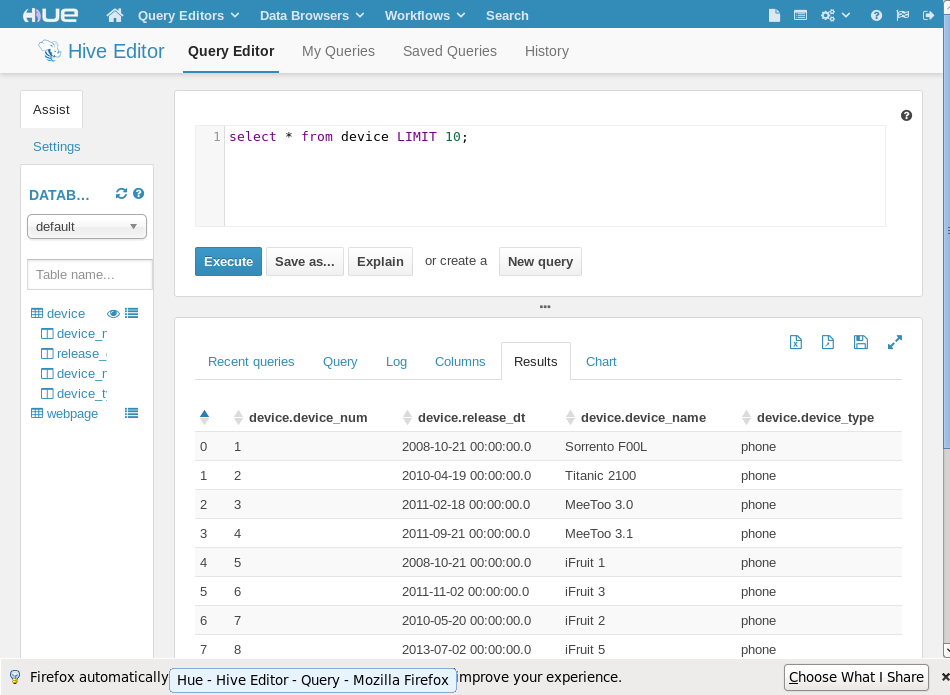 HUE Query Editors Data Browsers Workflows Search
Hive Editor Query Editor My Queries Saved Queries History
Assist
Settings
DATAB...
default
Table name...
device
device_n
release_
device_n
device_ty
webpage
1 select * from device LIMIT 10;
Execute Save as... Explain or create a New query
Recent queries Query Log Columns Results Chart
device.device_num device.release_dt device.device_name device.device_type
0 1 2008-10-21 00:00:00.0 Sorrento F00L phone
1 2 2010-04-19 00:00:00.0 Titanic 2100 phone
2 3 2011-02-18 00:00:00.0 MeeToo 3.0 phone
3 4 2011-09-21 00:00:00.0 MeeToo 3.1 phone
4 5 2008-10-21 00:00:00.0 iFruit 1 phone
5 6 2011-11-02 00:00:00.0 iFruit 3 phone
6 7 2010-05-20 00:00:00.0 iFruit 2 phone
7 8 2013-07-02 00:00:00.0 iFruit 5 phone
Firefox automatically Hue - Hive Editor - Query - Mozilla Firefox improve your experience. Choose What I Share